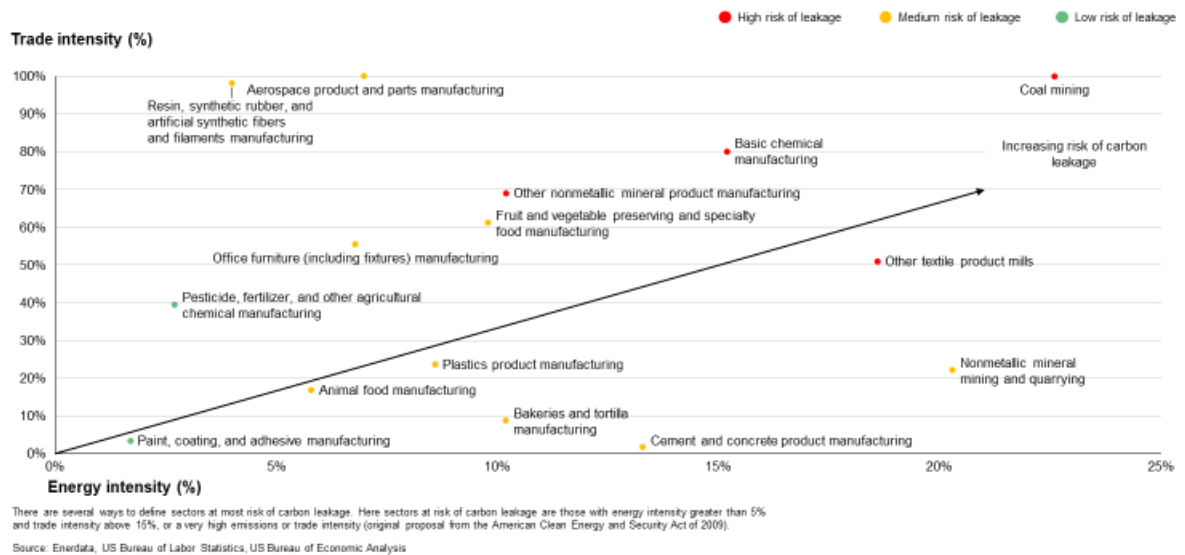 High risk of leakage
Medium risk of leakage
Low risk of leakage
Trade intensity (%)
100%
90%
80%
70%
60%
50%
40%
30%
20%
10%
0%
Aerospace product and parts manufacturing
Resin, synthetic rubber, and
artificial synthetic fibers
and filaments manufacturing
Coal mining
Basic chemical
manufacturing
Increasing risk of carbon
leakage
Other nonmetallic mineral product manufacturing
Fruit and vegetable preserving and specialty
food manufacturing
Office furniture (including fixtures) manufacturing
Other textile product mills
Pesticide, fertilizer, and other agricultural
chemical manufacturing
Plastics product manufacturing
Nonmetallic mineral
mining and quarrying
Animal food manufacturing
Bakeries and tortilla
manufacturing
Paint, coating, and adhesive manufacturing
Cement and concrete product manufacturing
0%
5%
10%
15%
20%
25%
Energy intensity (%)
There are several ways to define sectors at most risk of carbon leakage. Here sectors at risk of carbon leakage are those with energy intensity greater than 5%
and trade intensity above 15%, or a very high emissions or trade intensity (original proposal from the American Clean Energy and Security Act of 2009).
Source: Enerdata, US Bureau of Labor Statistics, US Bureau of Economic Analysis